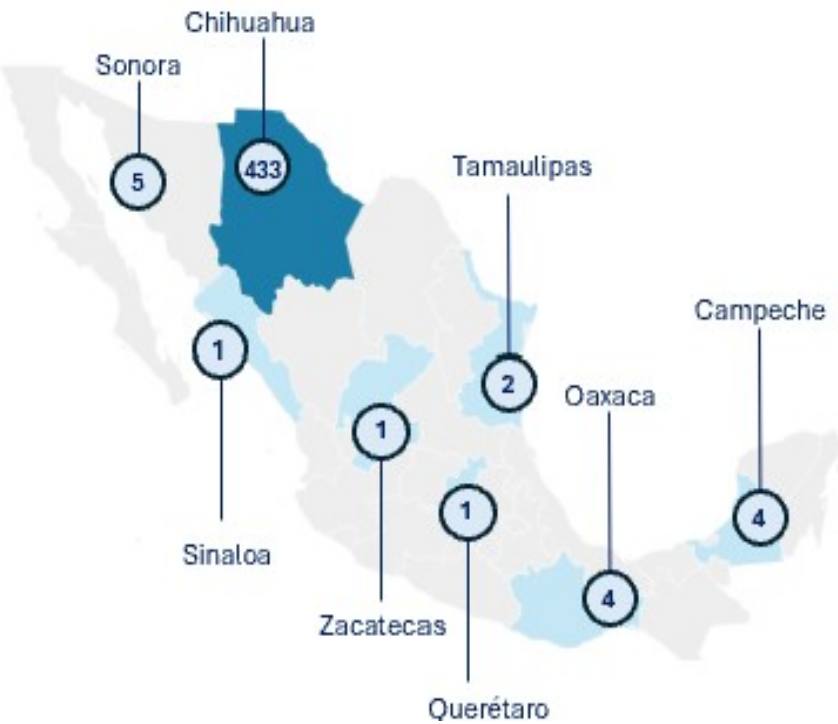 Chihuahua
Sonora
433
5
Tamaulipas
Campeche
1
2
Oaxaca
1
1
4
4
Sinaloa
Zacatecas
Querétaro